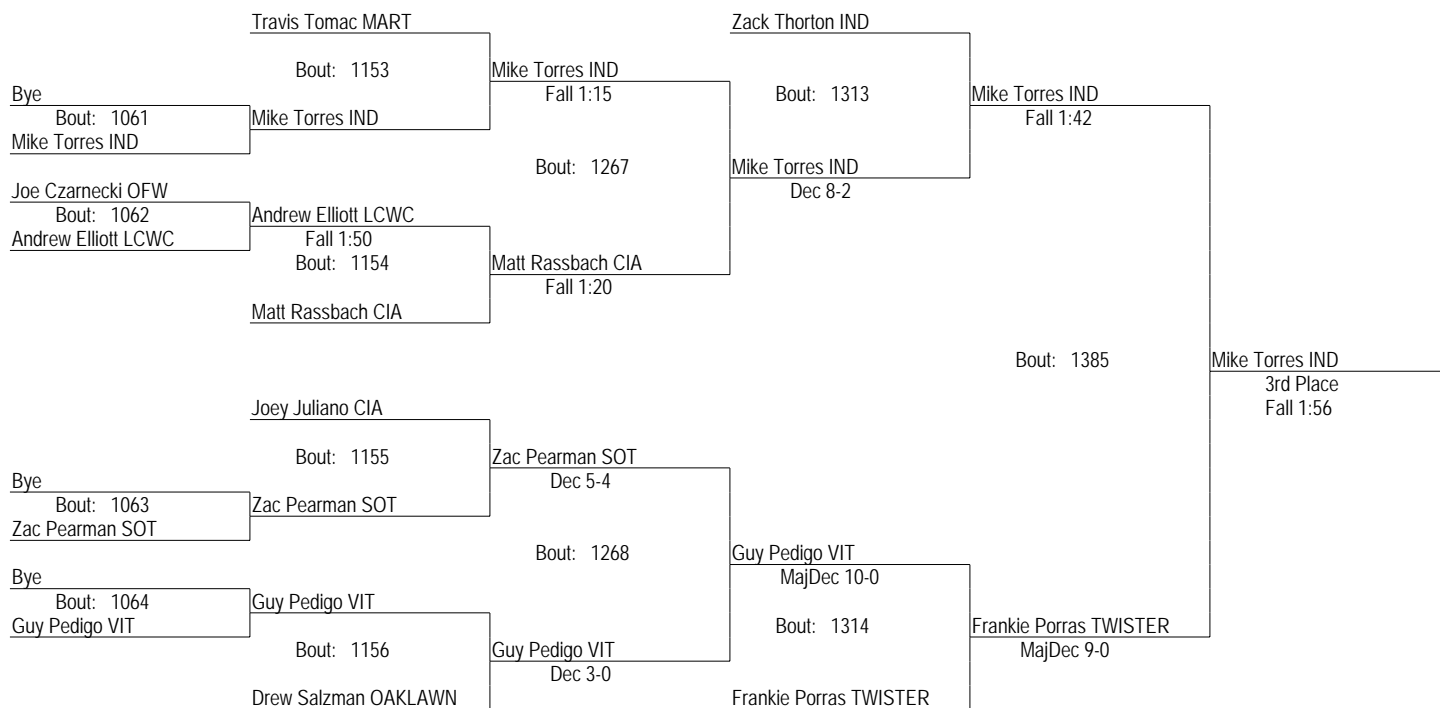 Travis Tomac MART
Zack Thorton IND
Bout: 1153
Mike Torres IND
Fall 1:15
Bye
Bout: 1313
Mike Torres IND
Fall 1:42
Bout: 1061
Mike Torres IND
Mike Torres IND
Bout: 1267
Mike Torres IND
Dec 8-2
Joe Czarnecki OFW
Bout: 1062
Andrew Elliott LCWC
Andrew Elliott LCWC
Fall 1:50
Bout: 1154
Matt Rassbach CIA
Fall 1:20
Matt Rassbach CIA
Bout: 1385
Mike Torres IND
3rd Place
Fall 1:56
Joey Juliano CIA
Bout: 1155
Zac Pearman SOT
Dec 5-4
Bye
Bout: 1063
Zac Pearman SOT
Zac Pearman SOT
Bout: 1268
Guy Pedigo VIT
MajDec 10-0
Bye
Bout: 1064
Guy Pedigo VIT
Guy Pedigo VIT
Bout: 1314
Frankie Porras TWISTER
MajDec 9-0
Bout: 1156
Guy Pedigo VIT
Dec 3-0
Drew Salzman OAKLAWN
Frankie Porras TWISTER